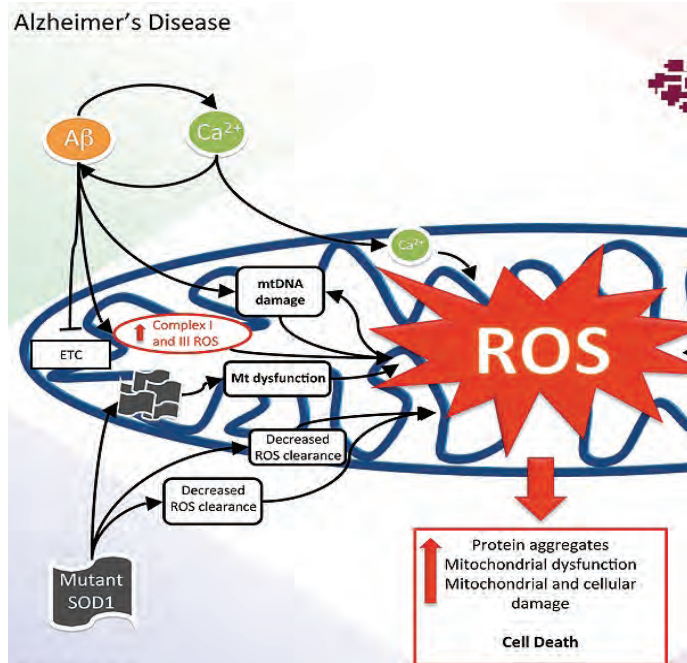 Alzheimer's Disease
Aβ
Ca2+
Ca2+
mtDNA
damage
Complex I
and III ROS
ETC
ROS
Mt dysfunction
Decreased
ROS clearance
Decreased
ROS clearance
Mutant
SOD1
Protein aggregates
Mitochondrial dysfunction
Mitochondrial and cellular
damage
Cell Death